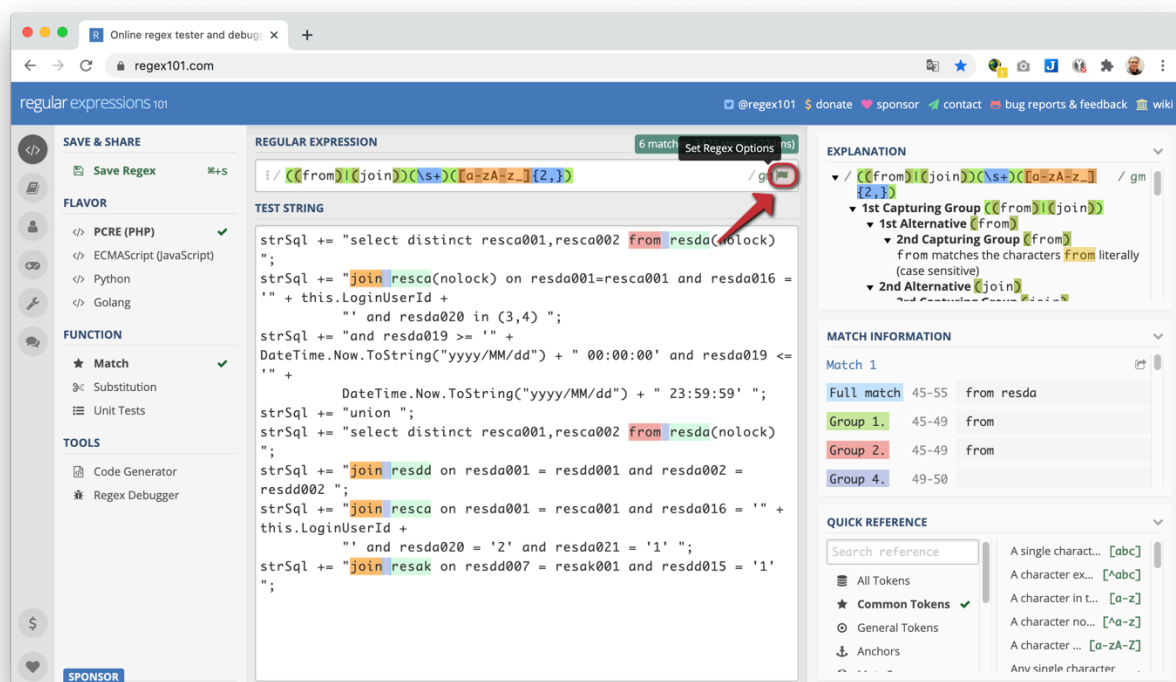 Online regex tester and debug
regex101.com
regular expressions 101
@regex101 $ donate sponsor contact bug reports & feedback wiki
SAVE & SHARE
Save Regex ⌘+S
FLAVOR
PCRE (PHP)
ECMAScript (JavaScript)
Python
Golang
FUNCTION
Match
Substitution
Unit Tests
TOOLS
Code Generator
Regex Debugger
SPONSOR
REGULAR EXPRESSION
6 match
Set Regex Options
/ ((from)|(join))(\s+)([a-zA-z_]{2,}) / gm
TEST STRING
strSql += "select distinct resca001,resca002 from resda(nolock)
";
strSql += "join resca(nolock) on resda001=resca001 and resda016 =
'" + this.LoginUserId +
"' and resda020 in (3,4) ";
strSql += "and resda019 >= '" +
DateTime.Now.ToString("yyyy/MM/dd") + " 00:00:00' and resda019 <=
'" +
DateTime.Now.ToString("yyyy/MM/dd") + " 23:59:59' ";
strSql += "union ";
strSql += "select distinct resca001,resca002 from resda(nolock)
";
strSql += "join resdd on resda001 = resdd001 and resda002 =
resdd002 ";
strSql += "join resca on resda001 = resca001 and resda016 = '" +
this.LoginUserId +
"' and resda020 = '2' and resda021 = '1' ";
strSql += "join resak on resdd007 = resak001 and resdd015 = '1'
";
EXPLANATION
/ ((from)|(join))(\s+)([a-zA-z_] / gm
{2,})
1st Capturing Group ((from)|(join))
1st Alternative (from)
2nd Capturing Group (from)
from matches the characters from literally
(case sensitive)
2nd Alternative (join)
3rd Capturing Group (join)
MATCH INFORMATION
Match 1
Full match 45-55 from resda
Group 1. 45-49 from
Group 2. 45-49 from
Group 4. 49-50
QUICK REFERENCE
Search reference
All Tokens
Common Tokens
General Tokens
Anchors
A single charact... [abc]
A character ex... [^abc]
A character in t... [a-z]
A character no... [^a-z]
A character ... [a-zA-Z]
Any single character